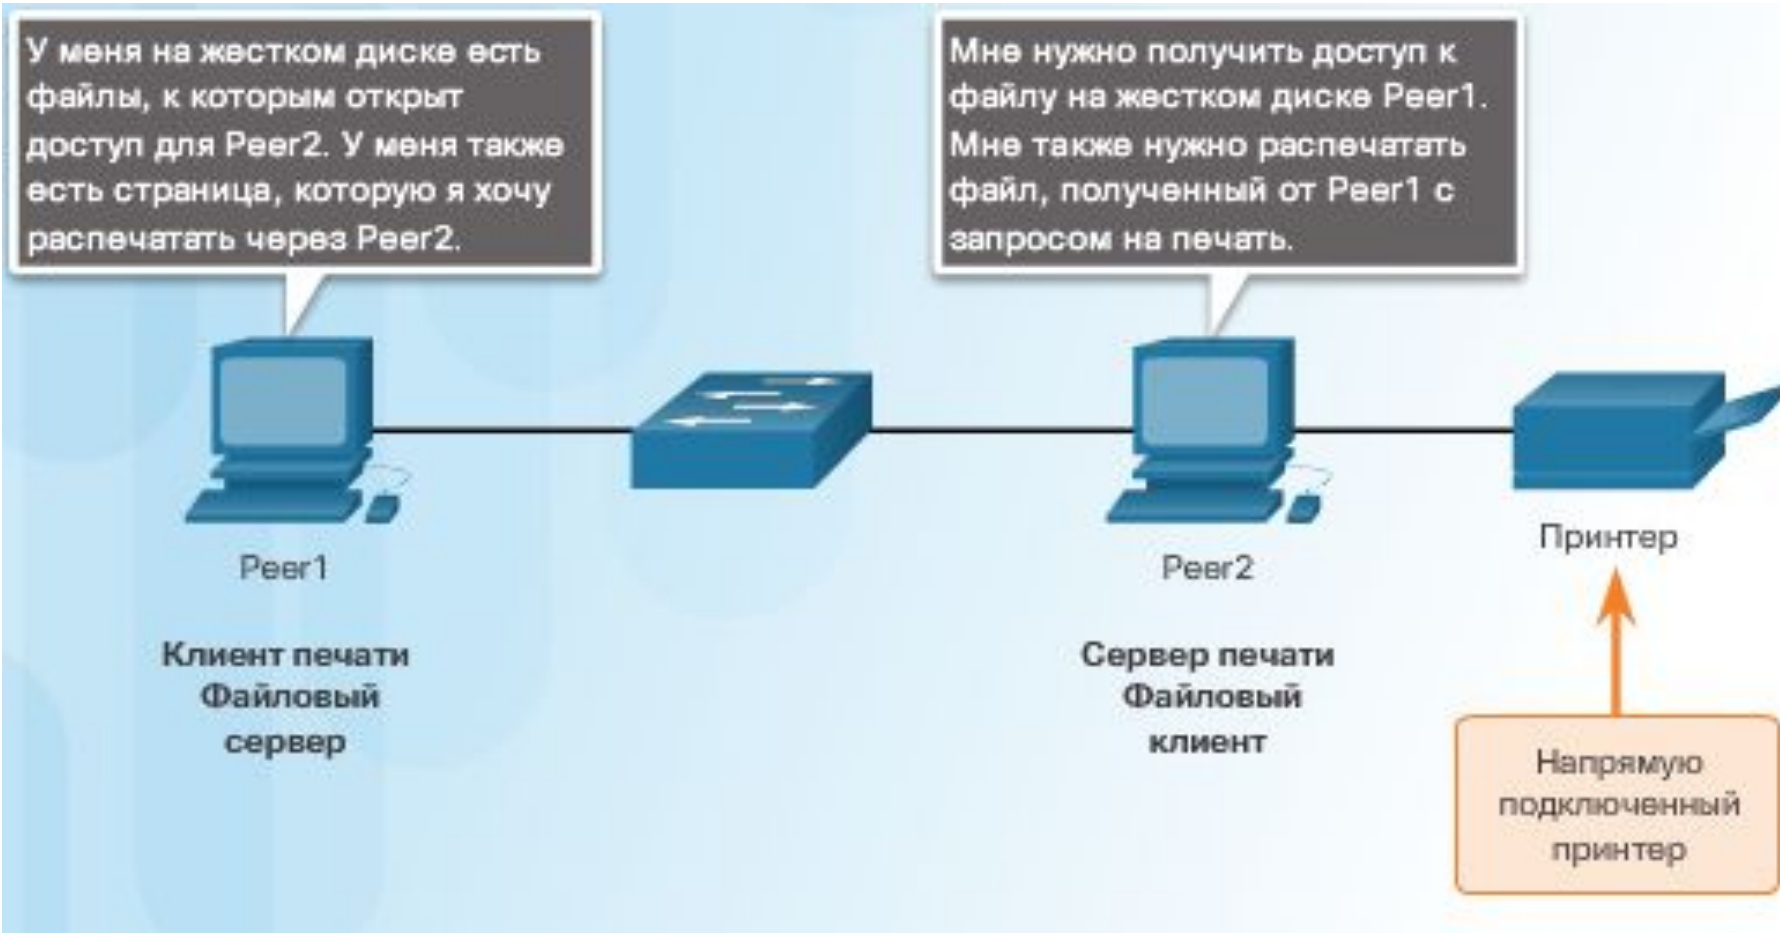 У меня на жестком диске есть
файлы, к которым открыт
доступ для Peer2. У меня также
есть страница, которую я хочу
распечатать через Peer2.
Мне нужно получить доступ к
файлу на жестком диске Peer1.
Мне также нужно распечатать
файл, полученный от Peer1 с
запросом на печать.
Peer1
Клиент печати
Файловый
сервер
Peer2
Сервер печати
Файловый
клиент
Принтер
Напрямую
подключенный
принтер